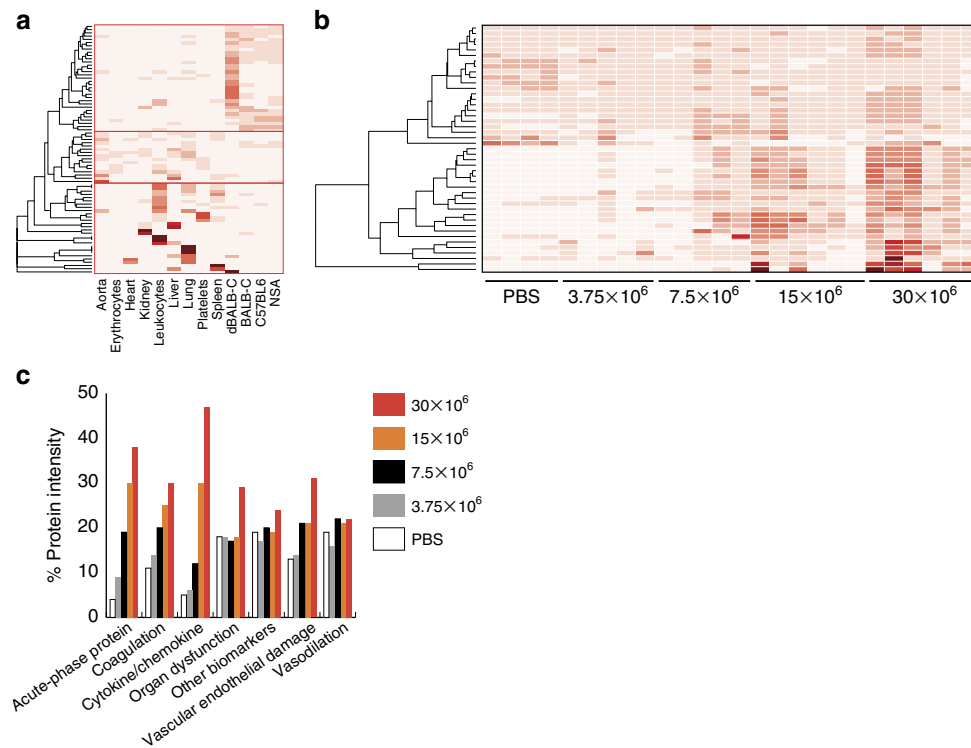 a
b
Aorta
Erythrocytes
Heart
Kidney
Leukocytes
Liver
Lung
Platelets
Spleen
dBALB-C
BALB-C
C57BL6
NSA
PBS 3.75×10⁶ 7.5×10⁶ 15×10⁶ 30×10⁶
c
% Protein intensity
50
40
30
20
10
0
Acute-phase protein
Coagulation
Cytokine/chemokine
Organ dysfunction
Other biomarkers
Vascular endothelial damage
Vasodilation
30×10⁶
15×10⁶
7.5×10⁶
3.75×10⁶
PBS